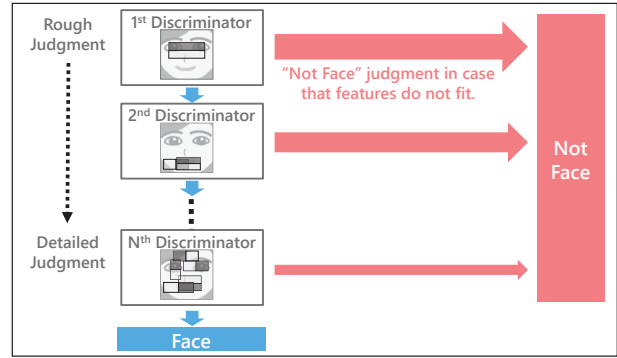 Rough
Judgment
1st Discriminator
"Not Face" judgment in case
that features do not fit.
2nd Discriminator
Not
Face
Detailed
Judgment
Nth Discriminator
Face